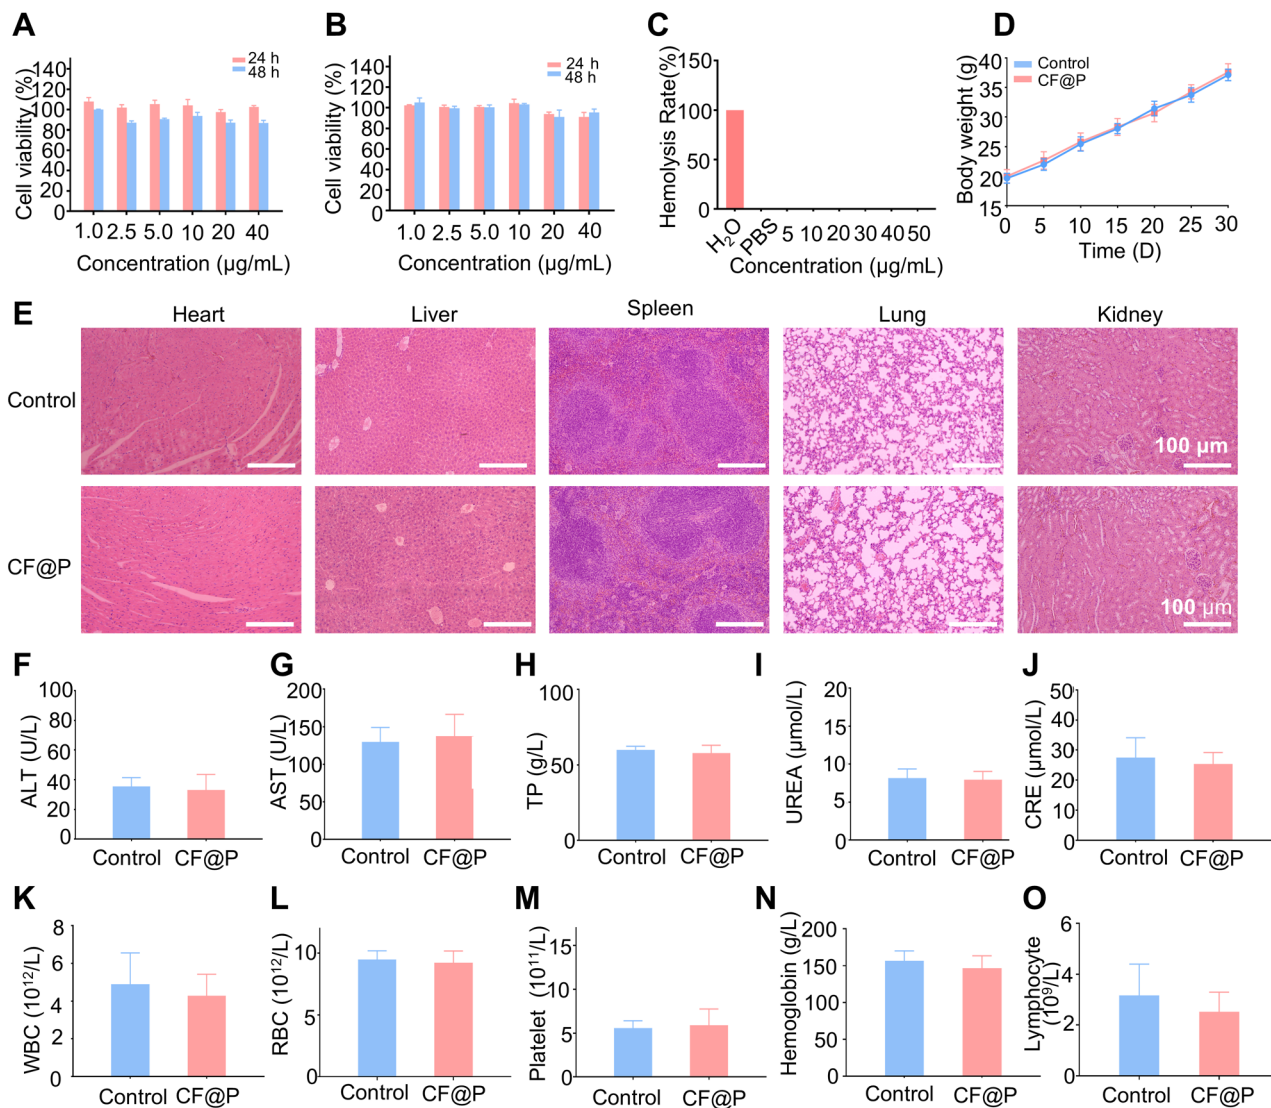 A
Cell viability (%)
140
120
100
80
60
40
20
0
24 h
48 h
1.0 2.5 5.0 10 20 40
Concentration (µg/mL)
B
Cell viability (%)
140
120
100
80
60
40
20
0
24 h
48 h
1.0 2.5 5.0 10 20 40
Concentration (µg/mL)
C
Hemolysis Rate(%)
150
100
50
0
H₂O PBS 5 10 20 30 40 50
Concentration (µg/mL)
D
Body weight (g)
40
35
30
25
20
15
Control
CF@P
0 5 10 15 20 25 30
Time (D)
E
Heart Liver Spleen Lung Kidney
Control
100 µm
CF@P
100 µm
F
ALT (U/L)
100
80
60
40
20
0
Control CF@P
G
AST (U/L)
200
150
100
50
0
Control CF@P
H
TP (g/L)
100
50
0
Control CF@P
I
UREA (µmol/L)
20
15
10
5
0
Control CF@P
J
CRE (µmol/L)
50
40
30
20
10
0
Control CF@P
K
WBC (10¹²/L)
8
6
4
2
0
Control CF@P
L
RBC (10¹²/L)
10
5
0
Control CF@P
M
Platelet (10¹¹/L)
15
10
5
0
Control CF@P
N
Hemoglobin (g/L)
200
150
100
50
0
Control CF@P
O
Lymphocyte
(10⁹/L)
6
4
2
0
Control CF@P